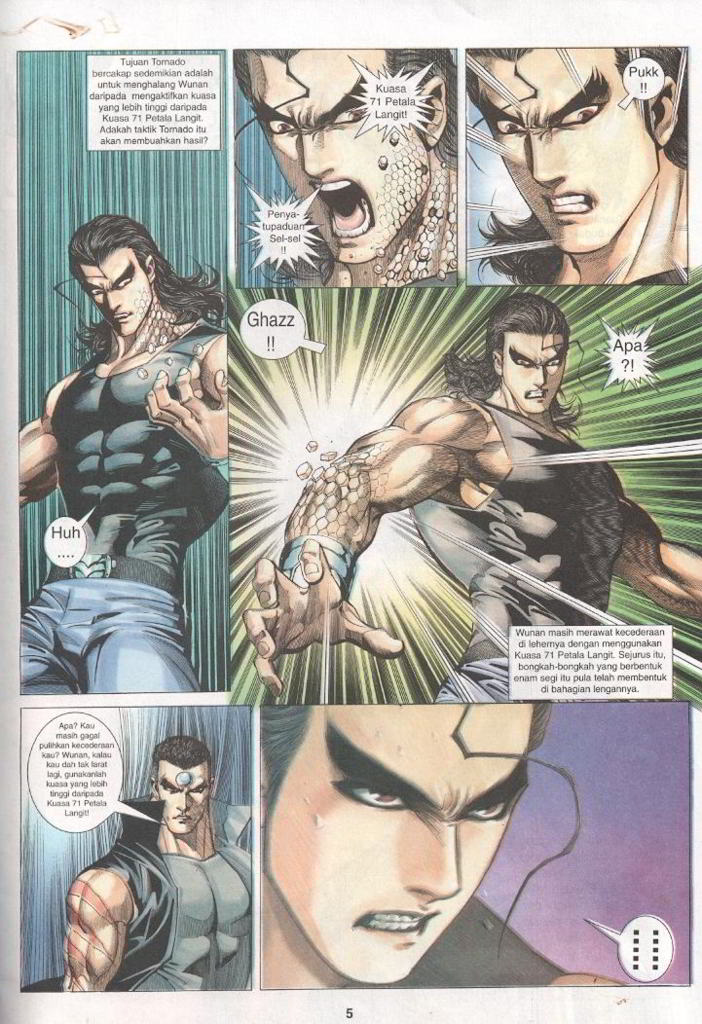 Tujuan Tornado
bercakap sedemikian adalah
untuk menghalang Wunan
daripada mengaktifkan kuasa
yang lebih tinggi daripada
Kuasa 71 Petala Langit.
Adakah taktik Tornado itu
akan membuahkan hasil?
Huh
....
Kuasa
71 Petala
Langit!
Penya-
tupaduan
Sel-sel
!!
Pukk
!!
Ghazz
!!
Apa
?!
Wunan masih merawat kecederaan
di lehernya dengan menggunakan
Kuasa 71 Petala Langit. Sejurus itu,
bongkah-bongkah yang berbentuk
enam segi itu pula telah membentuk
di bahagian lengannya.
Apa? Kau
masih gagal
pulihkan kecederaan
kau? Wunan, kalau
kau dah tak larat
lagi, gunakanlah
kuasa yang lebih
tinggi daripada
Kuasa 71 Petala
Langit!
!!
5